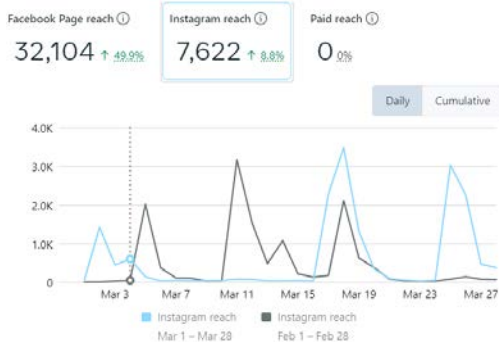 Facebook Page reach
Instagram reach
Paid reach
32,104 ↑ 49.9%
7,622 ↑ 8.8%
0 0%
Daily
Cumulative
4.0K
3.0K
2.0K
1.0K
0
Mar 3 Mar 7 Mar 11 Mar 15 Mar 19 Mar 23 Mar 27
Instagram reach
Mar 1 – Mar 28
Instagram reach
Feb 1 – Feb 28